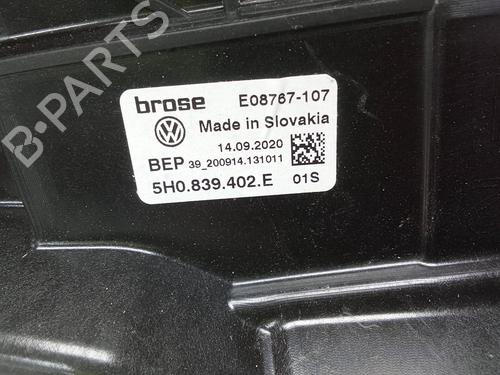 brose E08767-107
Made in Slovakia
14.09.2020
BEP 39_200914.131011
5H0.839.402.E 01S
B-PARTS